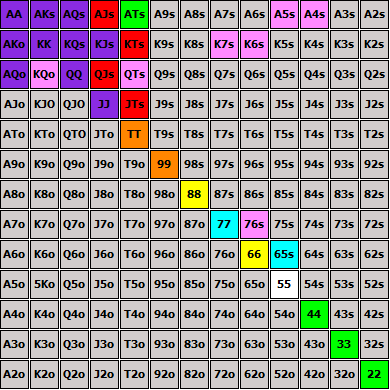 AA AKs AQs AJs ATs A9s A8s A7s A6s A5s A4s A3s A2s
AKo KK KQs KJs KTs K9s K8s K7s K6s K5s K4s K3s K2s
AQo KQo QQ QJs QTs Q9s Q8s Q7s Q6s Q5s Q4s Q3s Q2s
AJo KJO QJO JJ JTs J9s J8s J7s J6s J5s J4s J3s J2s
ATo KTo QTO JTo TT T9s T8s T7s T6s T5s T4s T3s T2s
A9o K9o Q9o J9o T9o 99 98s 97s 96s 95s 94s 93s 92s
A8o K8o Q8o J8o T8o 98o 88 87s 86s 85s 84s 83s 82s
A7o K7o Q7o J7o T7o 97o 87o 77 76s 75s 74s 73s 72s
A6o K6o Q6o J6o T6o 96o 86o 76o 66 65s 64s 63s 62s
A5o 5Ko Q5o J5o T5o 95o 85o 75o 65o 55 54s 53s 52s
A4o K4o Q4o J4o T4o 94o 84o 74o 64o 54o 44 43s 42s
A3o K3o Q3o J3o T3o 93o 83o 73o 63o 53o 43o 33 32s
A2o K2o Q2o J2o T2o 92o 82o 72o 62o 52o 42o 32o 22